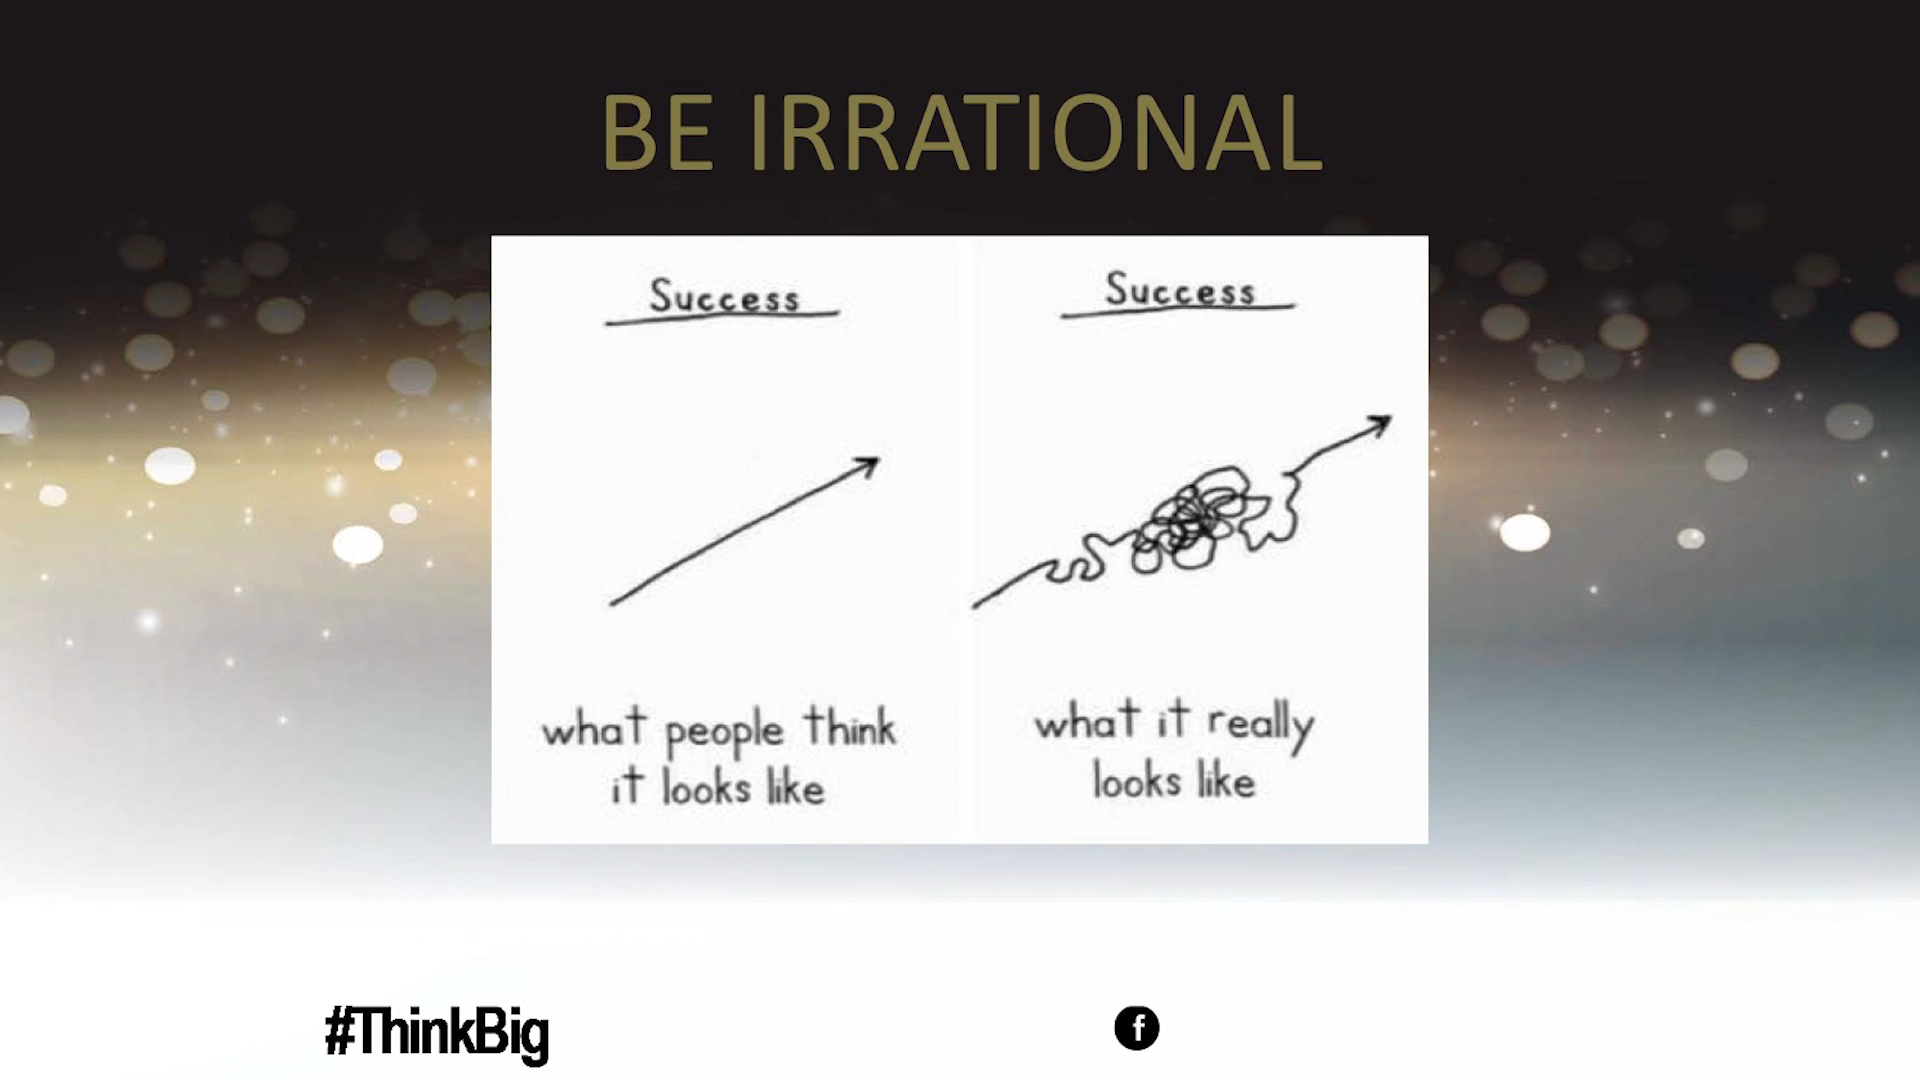 BE IRRATIONAL
Success
what people think
it looks like
Success
what it really
looks like
#ThinkBig
f